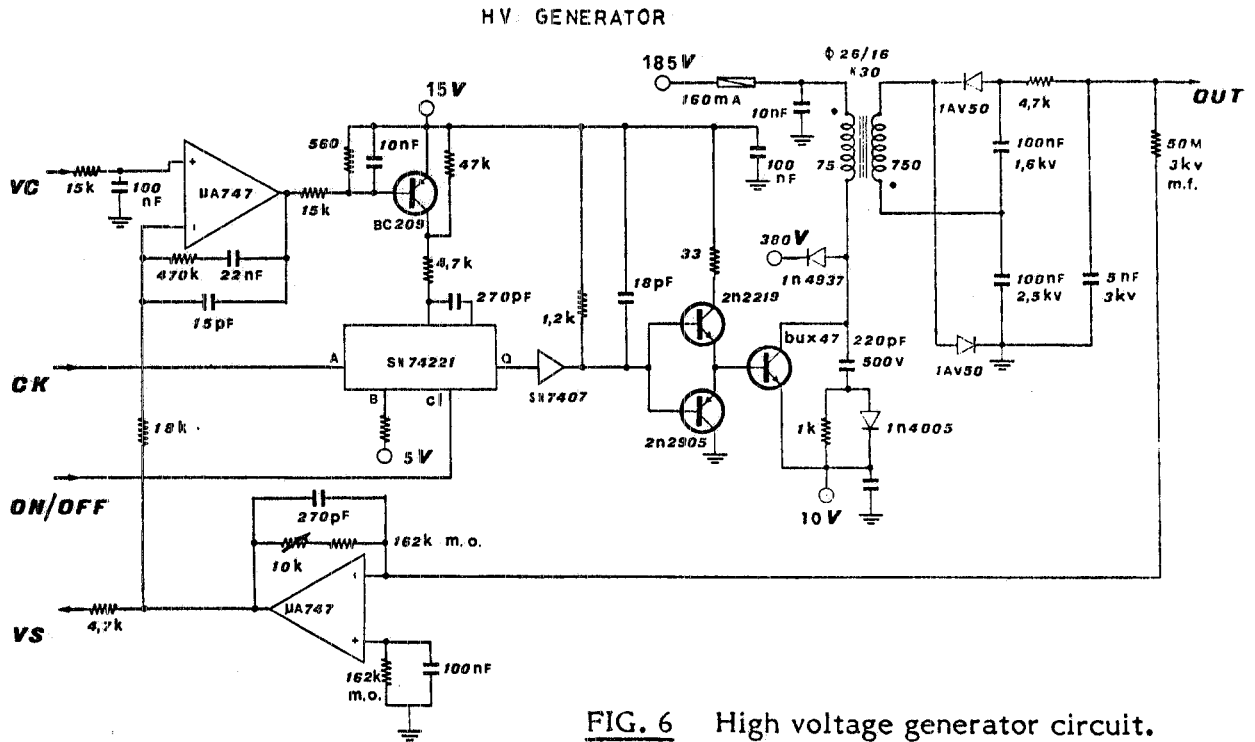 HV GENERATOR
185V
160mA
10nF
Φ 26/16
K30
75
750
1AV50
4,7k
OUT
100nF
1,6kv
50M
3kv
m.f.
15V
560
10nF
47k
100
nF
VC
15k
100
nF
+
µA747
15k
BC209
470k
22nF
15pF
4,7k
270pF
1,2k
18pF
33
2n2219
380V
1n4937
100nF
2,5kv
5nF
3kv
1AV50
CK
A
SN74221
Q
SN7407
B
Cl
5V
bux47
220pF
500V
2n2905
1k
1n4005
10V
18k
ON/OFF
270pF
10k
162k m.o.
µA747
+
VS
4,7k
162k
m.o.
100nF
FIG. 6 High voltage generator circuit.